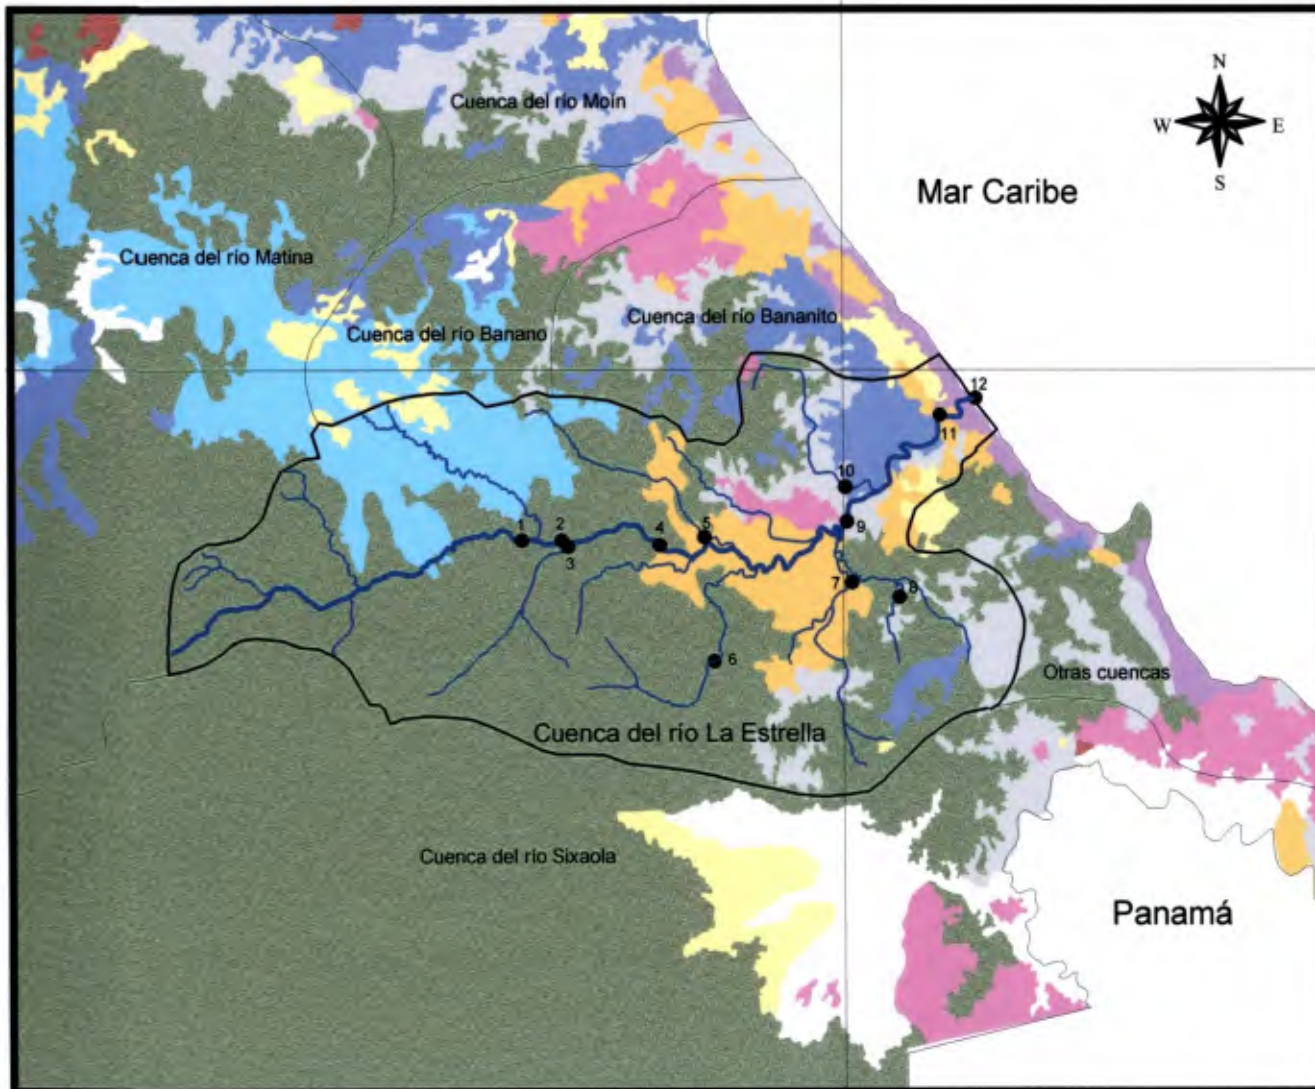 Cuenca del río Moín
N
W
E
S
Mar Caribe
Cuenca del río Matina
Cuenca del río Banano
Cuenca del río Bananito
12
11
10
9
1
2
3
4
5
7
8
6
Otras cuencas
Cuenca del río La Estrella
Cuenca del río Sixaola
Panamá